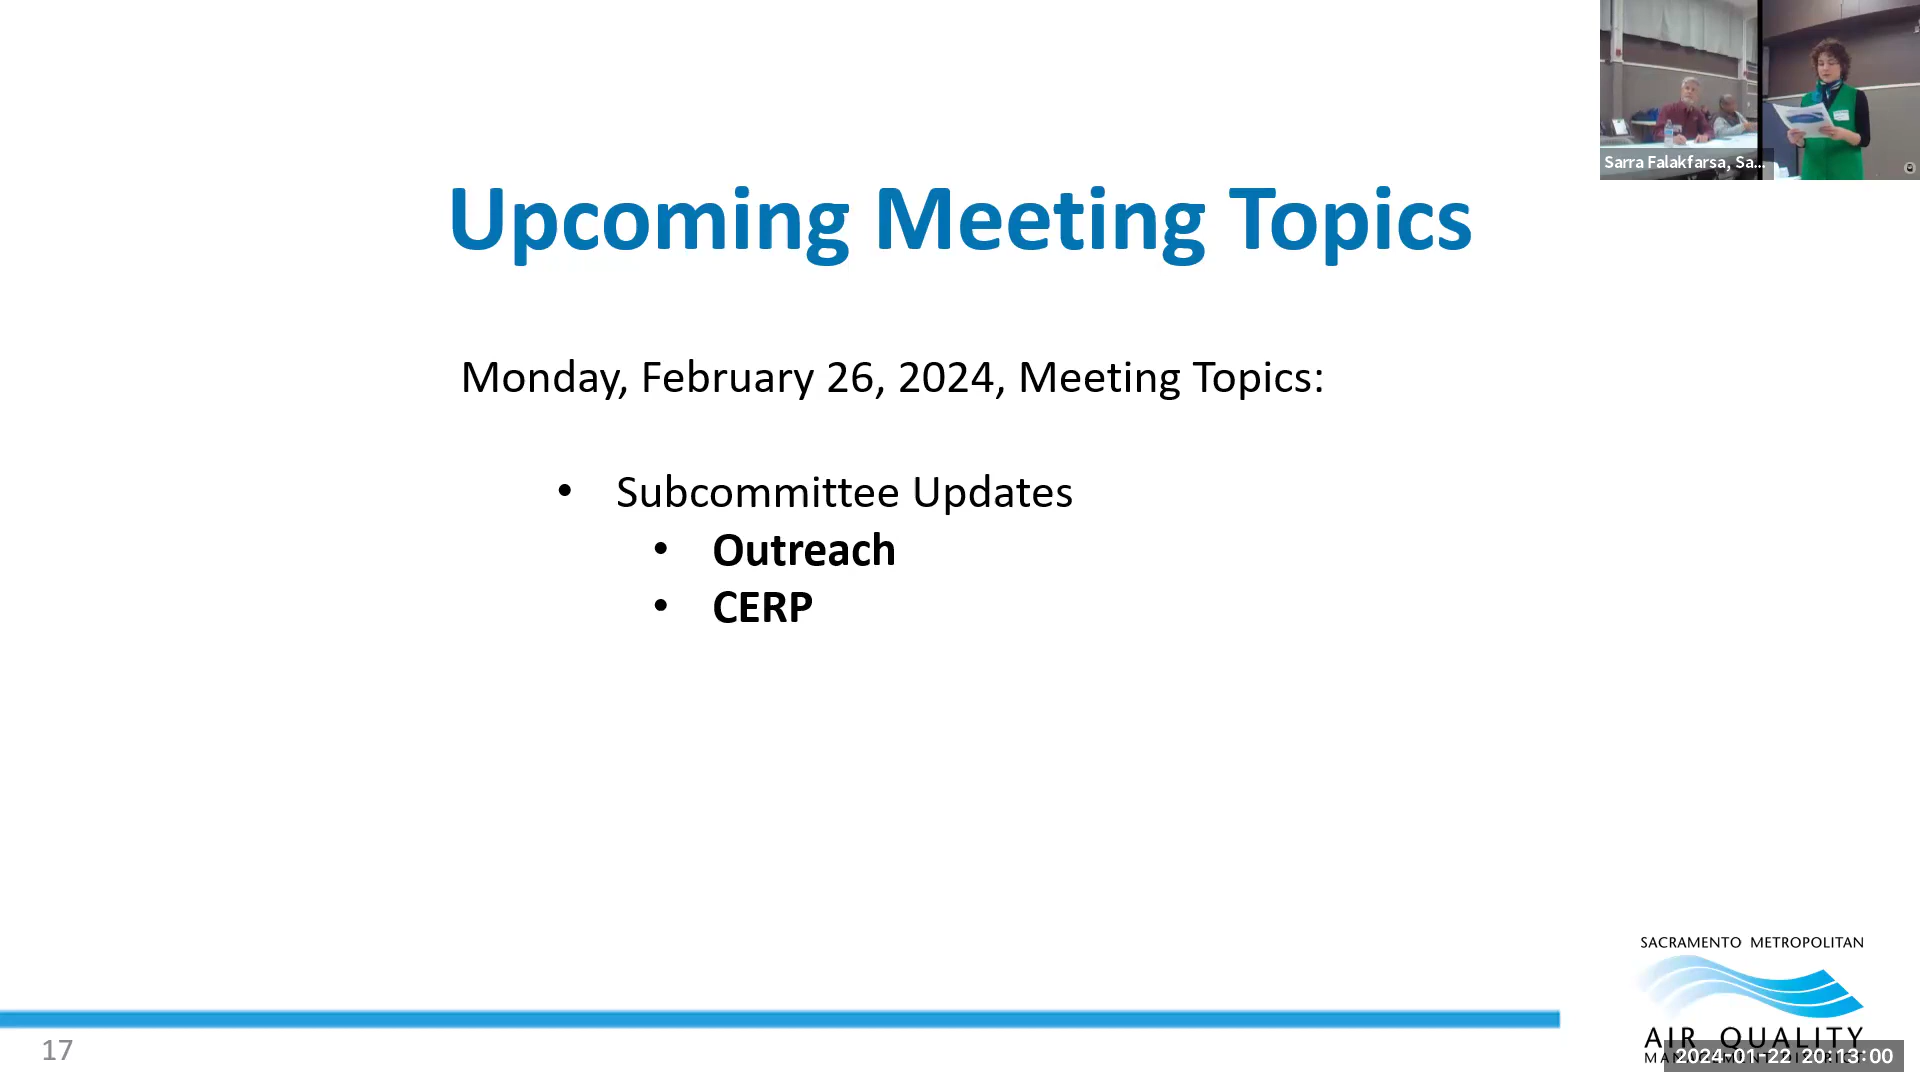 Sarra Falakfarsa, Sa...
Upcoming Meeting Topics
Monday, February 26, 2024, Meeting Topics:
• Subcommittee Updates
• Outreach
• CERP
SACRAMENTO METROPOLITAN
AIR QUALITY
2024-01-22 20:13:00
17